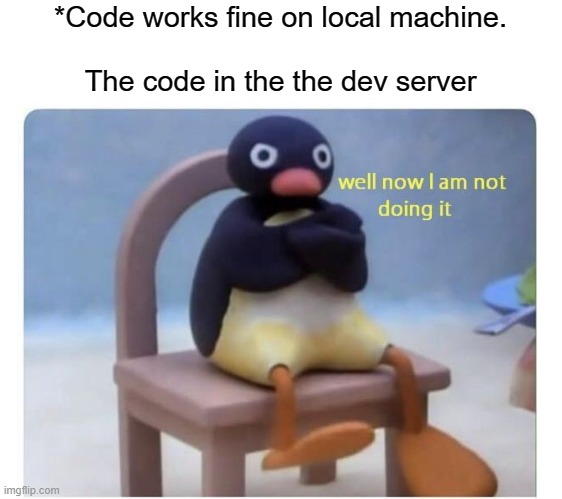 *Code works fine on local machine.
The code in the the dev server
well now I am not
doing it
imgflip.com